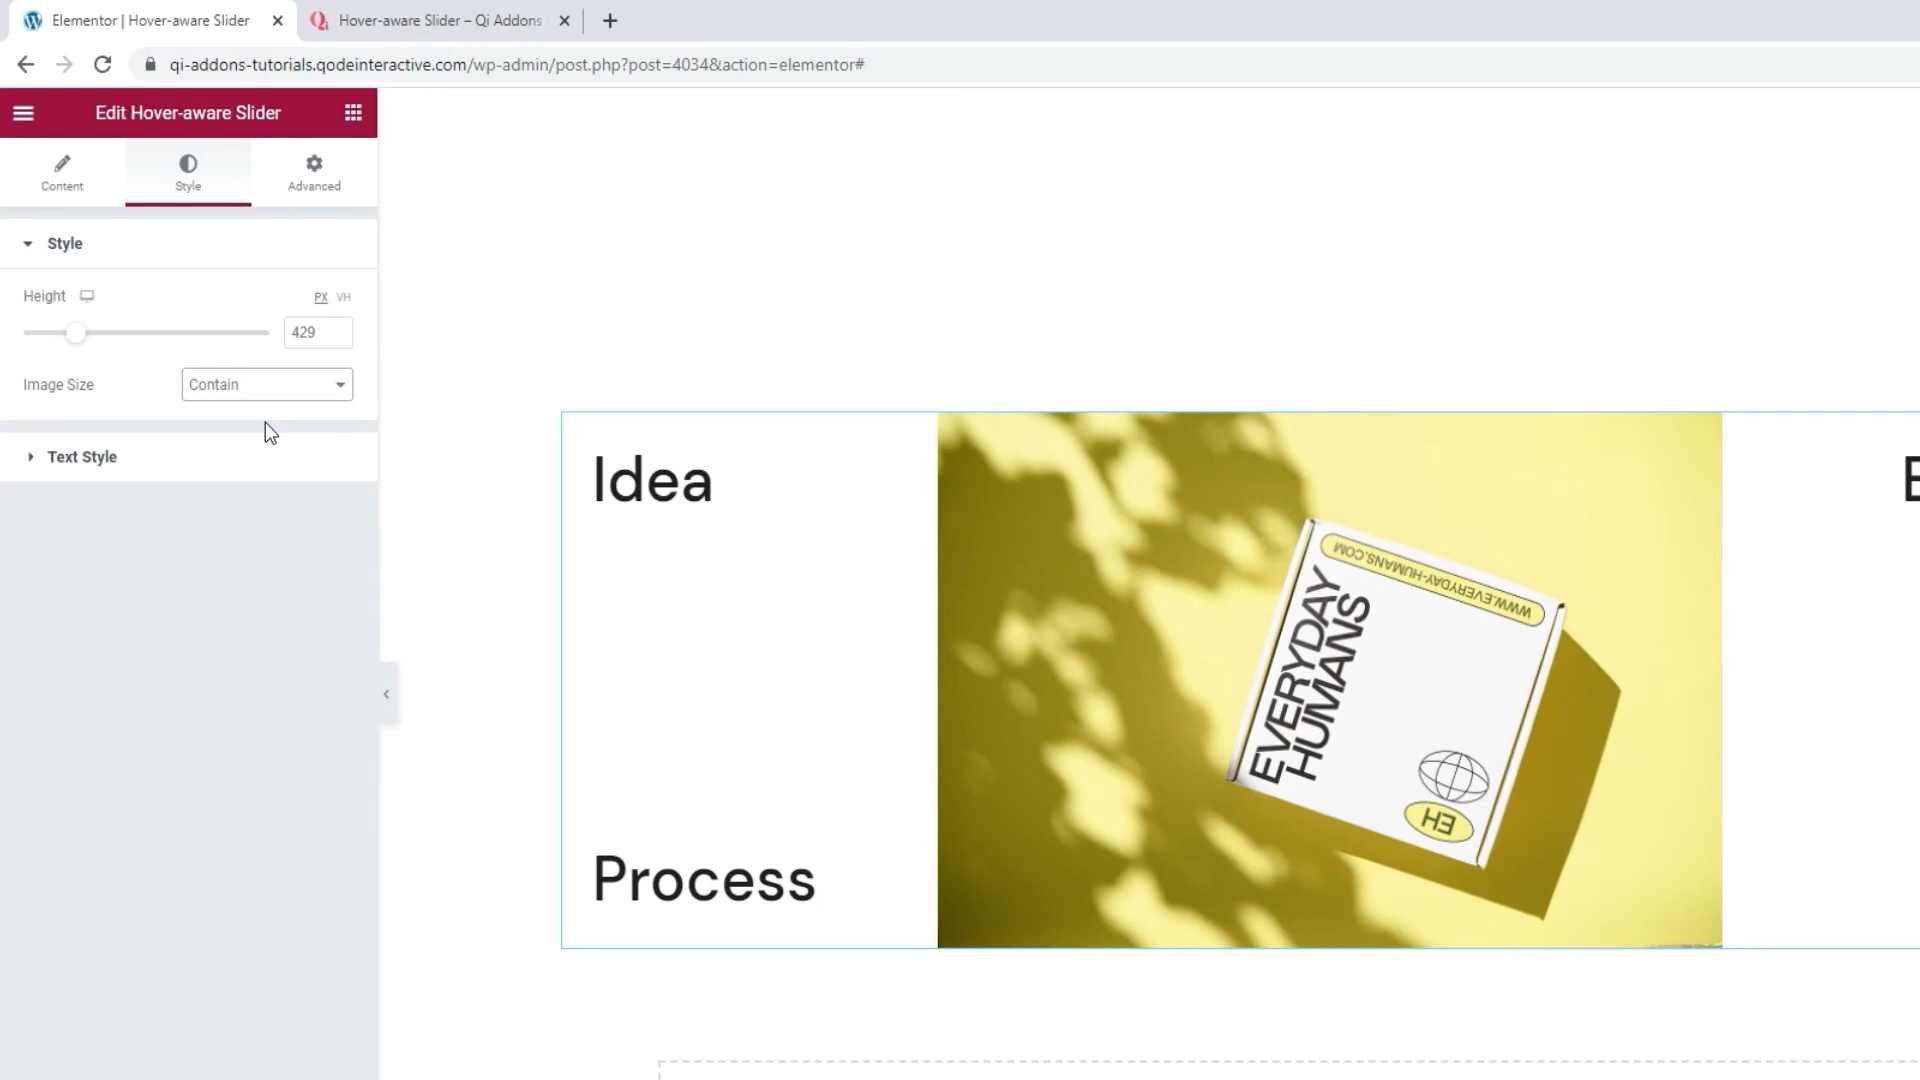 Elementor | Hover-aware Slider
Hover-aware Slider – Qi Addons
qi-addons-tutorials.qodeinteractive.com/wp-admin/post.php?post=4034&action=elementor#
Edit Hover-aware Slider
Content
Style
Advanced
Style
Height
PX VH
429
Image Size
Contain
Text Style
Idea
Process
WWW.EVERYDAY-HUMANS.COM
EVERYDAY
HUMANS
EH